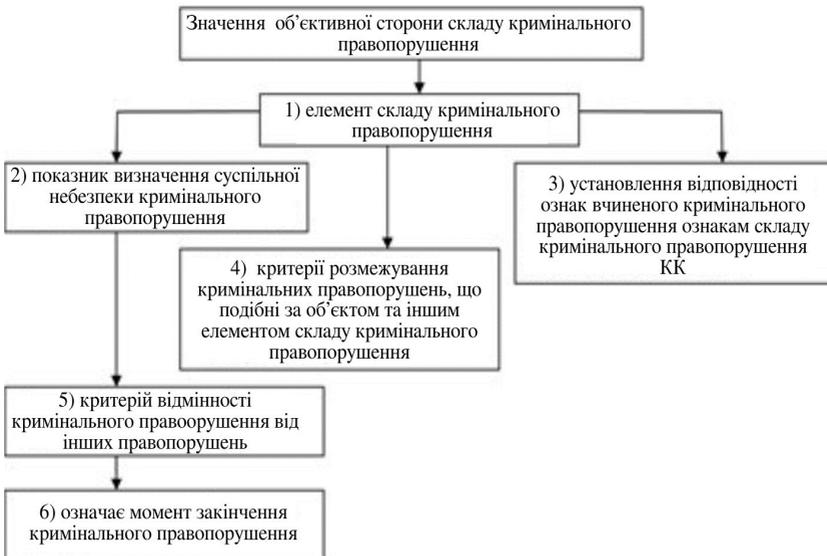 Значення об’єктивної сторони складу кримінального
правопорушення
1) елемент складу кримінального
правопорушення
2) показник визначення суспільної
небезпеки кримінального
правопорушення
3) установлення відповідності
ознак вчиненого кримінального
правопорушення ознакам складу
кримінального правопорушення
КК
4) критерії розмежування
кримінальних правопорушень, що
подібні за об’єктом та іншим
елементом складу кримінального
правопорушення
5) критерій відмінності
кримінального правоорушення від
інших правопорушень
6) означає момент закінчення
кримінального правопорушення